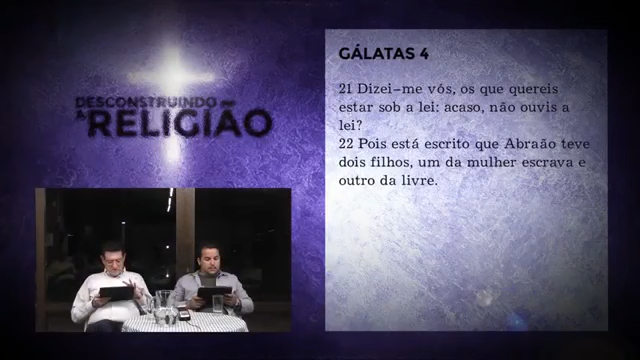 DESCONSTRUINDO
A RELIGIÃO
GÁLATAS 4
21 Dizei-me vós, os que quereis
estar sob a lei: acaso, não ouvis a
lei?
22 Pois está escrito que Abraão teve
dois filhos, um da mulher escrava e
outro da livre.